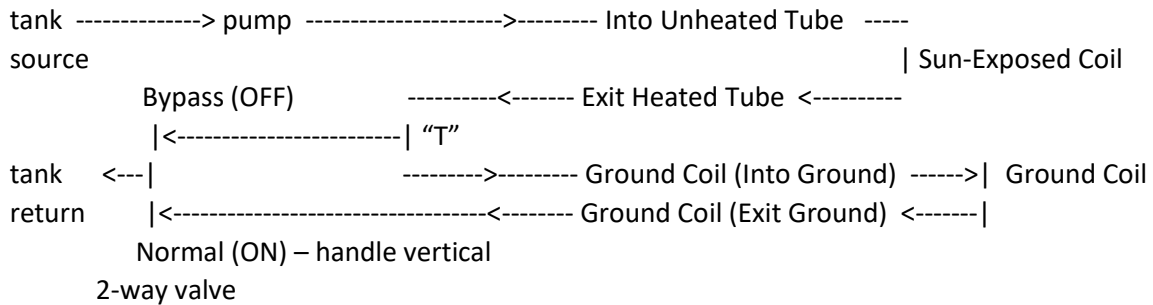 tank --------------> pump ---------------------->--------- Into Unheated Tube -----
source | Sun-Exposed Coil
Bypass (OFF) ----------<------- Exit Heated Tube <----------
|<-------------------------| “T”
tank <---| --------->--------- Ground Coil (Into Ground) ------>| Ground Coil
return |<-----------------------------------<-------- Ground Coil (Exit Ground) <-------|
Normal (ON) – handle vertical
2-way valve